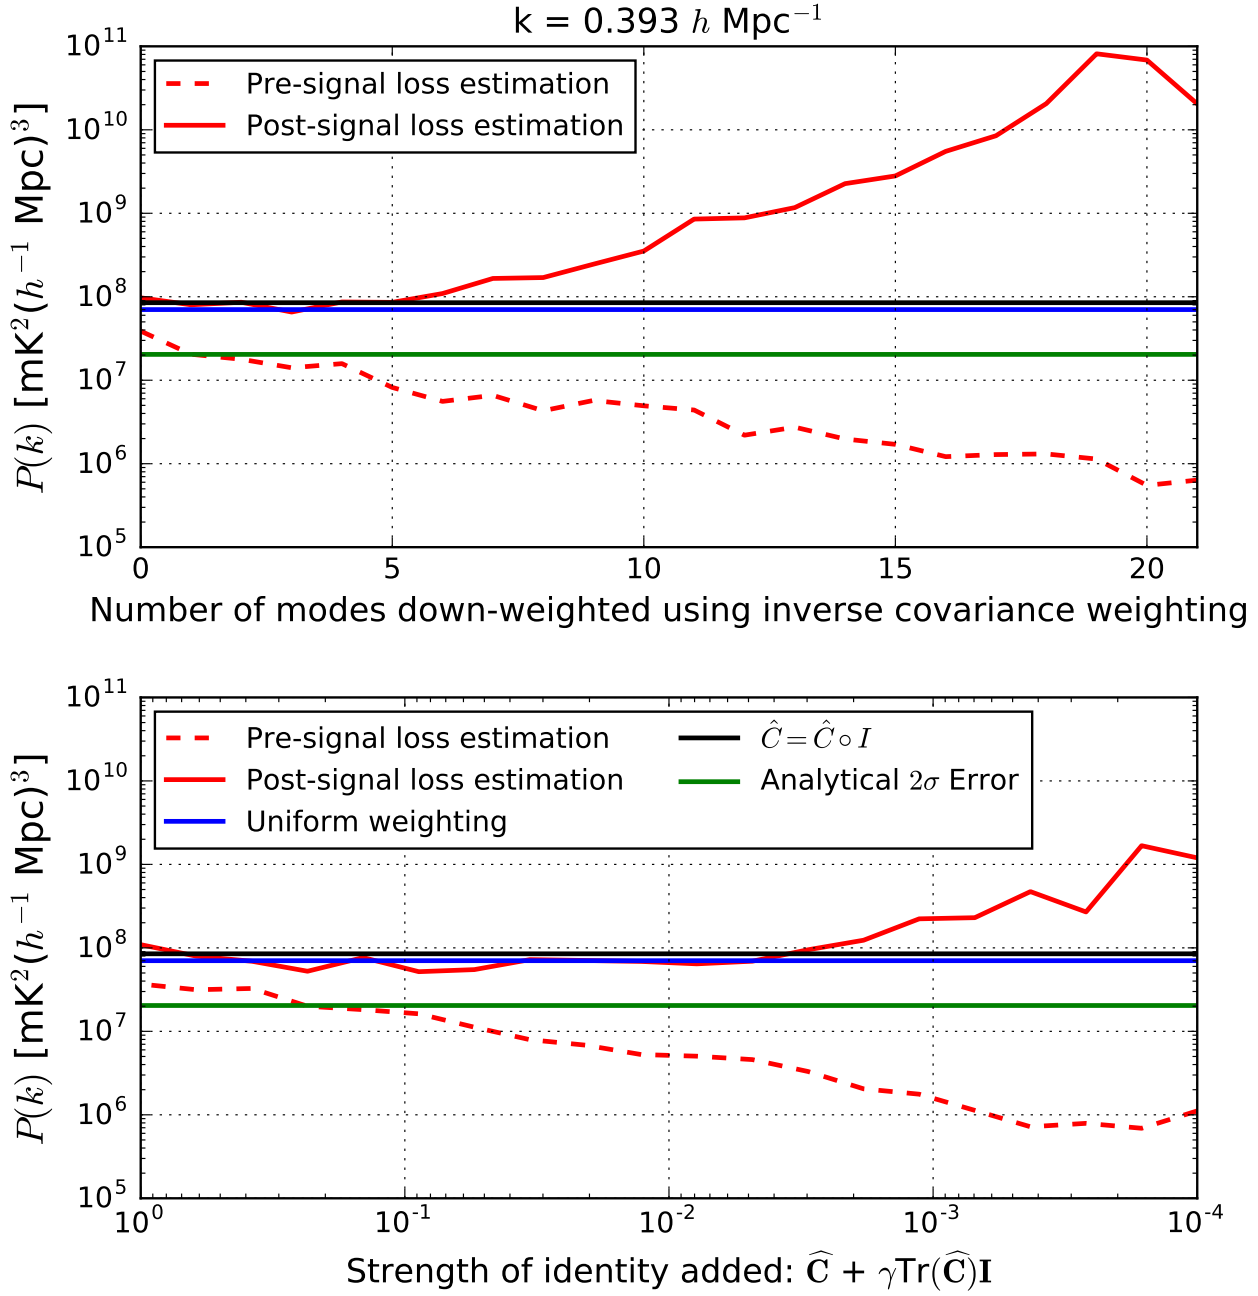 k = 0.393 h Mpc⁻¹
10¹¹
10¹⁰
10⁹
10⁸
10⁷
10⁶
10⁵
P(k) [mK²(h⁻¹ Mpc)³]
Pre-signal loss estimation
Post-signal loss estimation
0 5 10 15 20
Number of modes down-weighted using inverse covariance weighting
10¹¹
10¹⁰
10⁹
10⁸
10⁷
10⁶
10⁵
P(k) [mK²(h⁻¹ Mpc)³]
Pre-signal loss estimation
Post-signal loss estimation
Uniform weighting
Ĉ = Ĉ ∘ I
Analytical 2σ Error
10⁰ 10⁻¹ 10⁻² 10⁻³ 10⁻⁴
Strength of identity added: Ĉ + γTr(Ĉ)I